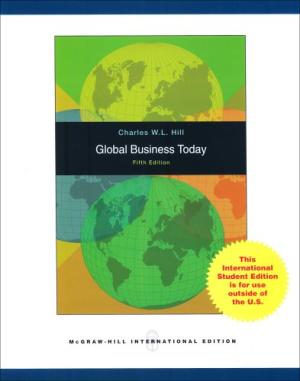 Charles W.L. Hill
Global Business Today
Fifth Edition
This
International
Student Edition
is for use
outside of
the U.S.
McGRAW-HILL INTERNATIONAL EDITION